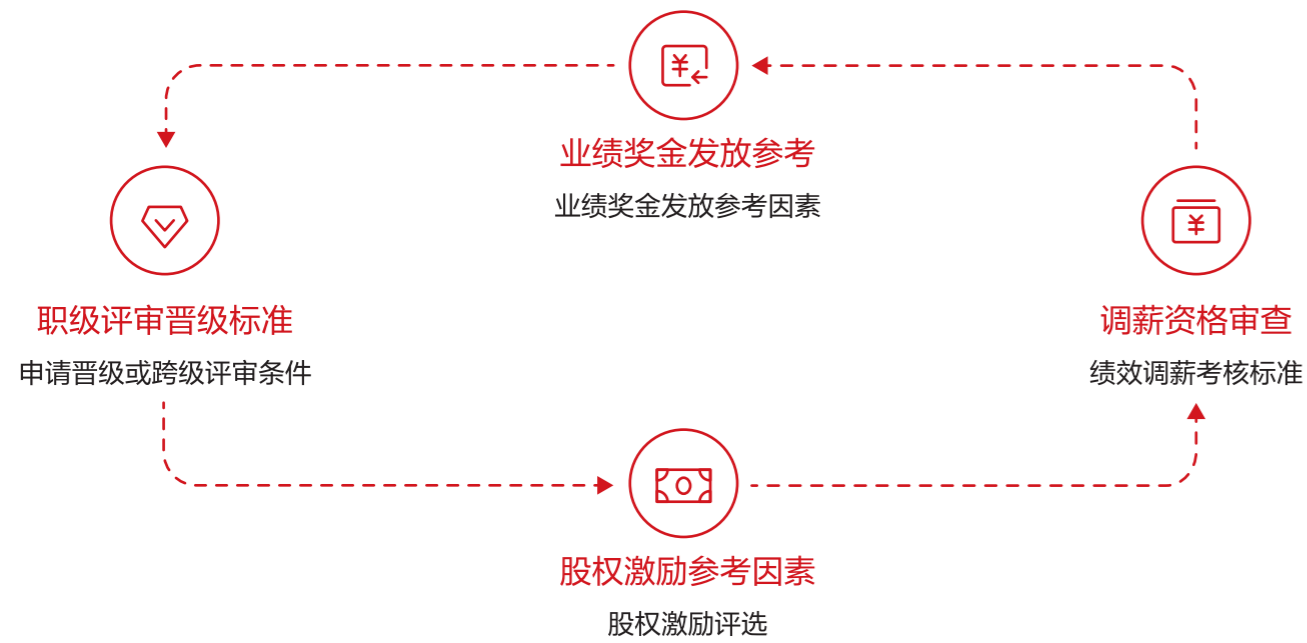 业绩奖金发放参考
业绩奖金发放参考因素
职级评审晋级标准
申请晋级或跨级评审条件
调薪资格审查
绩效调薪考核标准
股权激励参考因素
股权激励评选